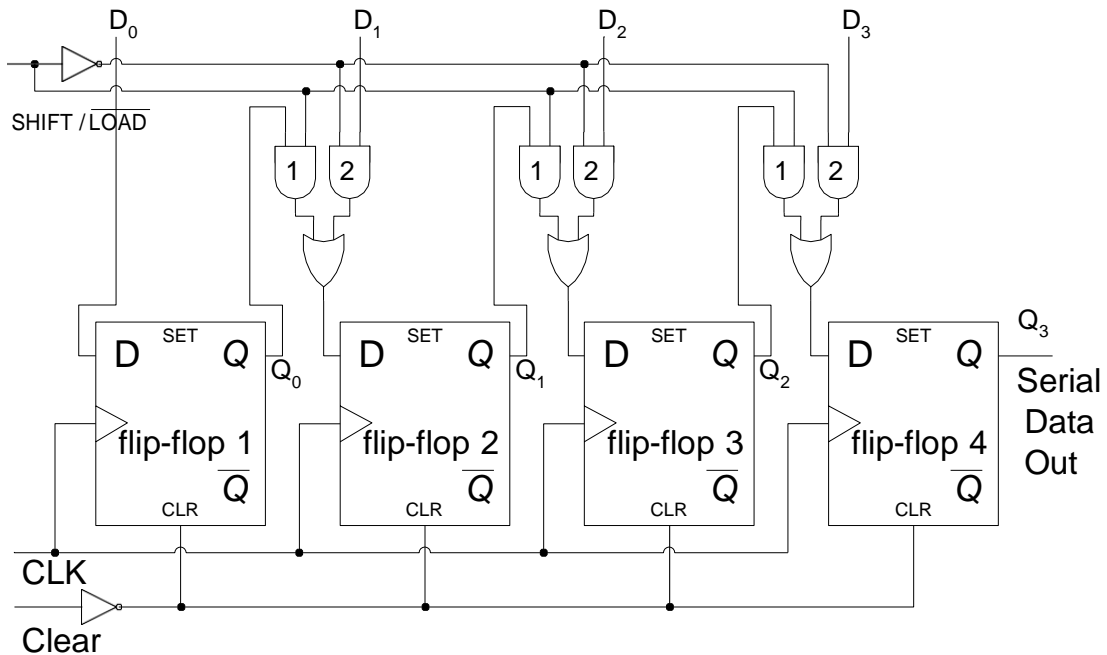 D0 D1 D2 D3
SHIFT / LOAD
1 2 1 2 1 2
SET SET SET SET
D Q D Q D Q D Q
Q0 Q1 Q2 Q3
Serial
Data
Out
flip-flop 1 flip-flop 2 flip-flop 3 flip-flop 4
Q Q Q Q
CLR CLR CLR CLR
CLK
Clear